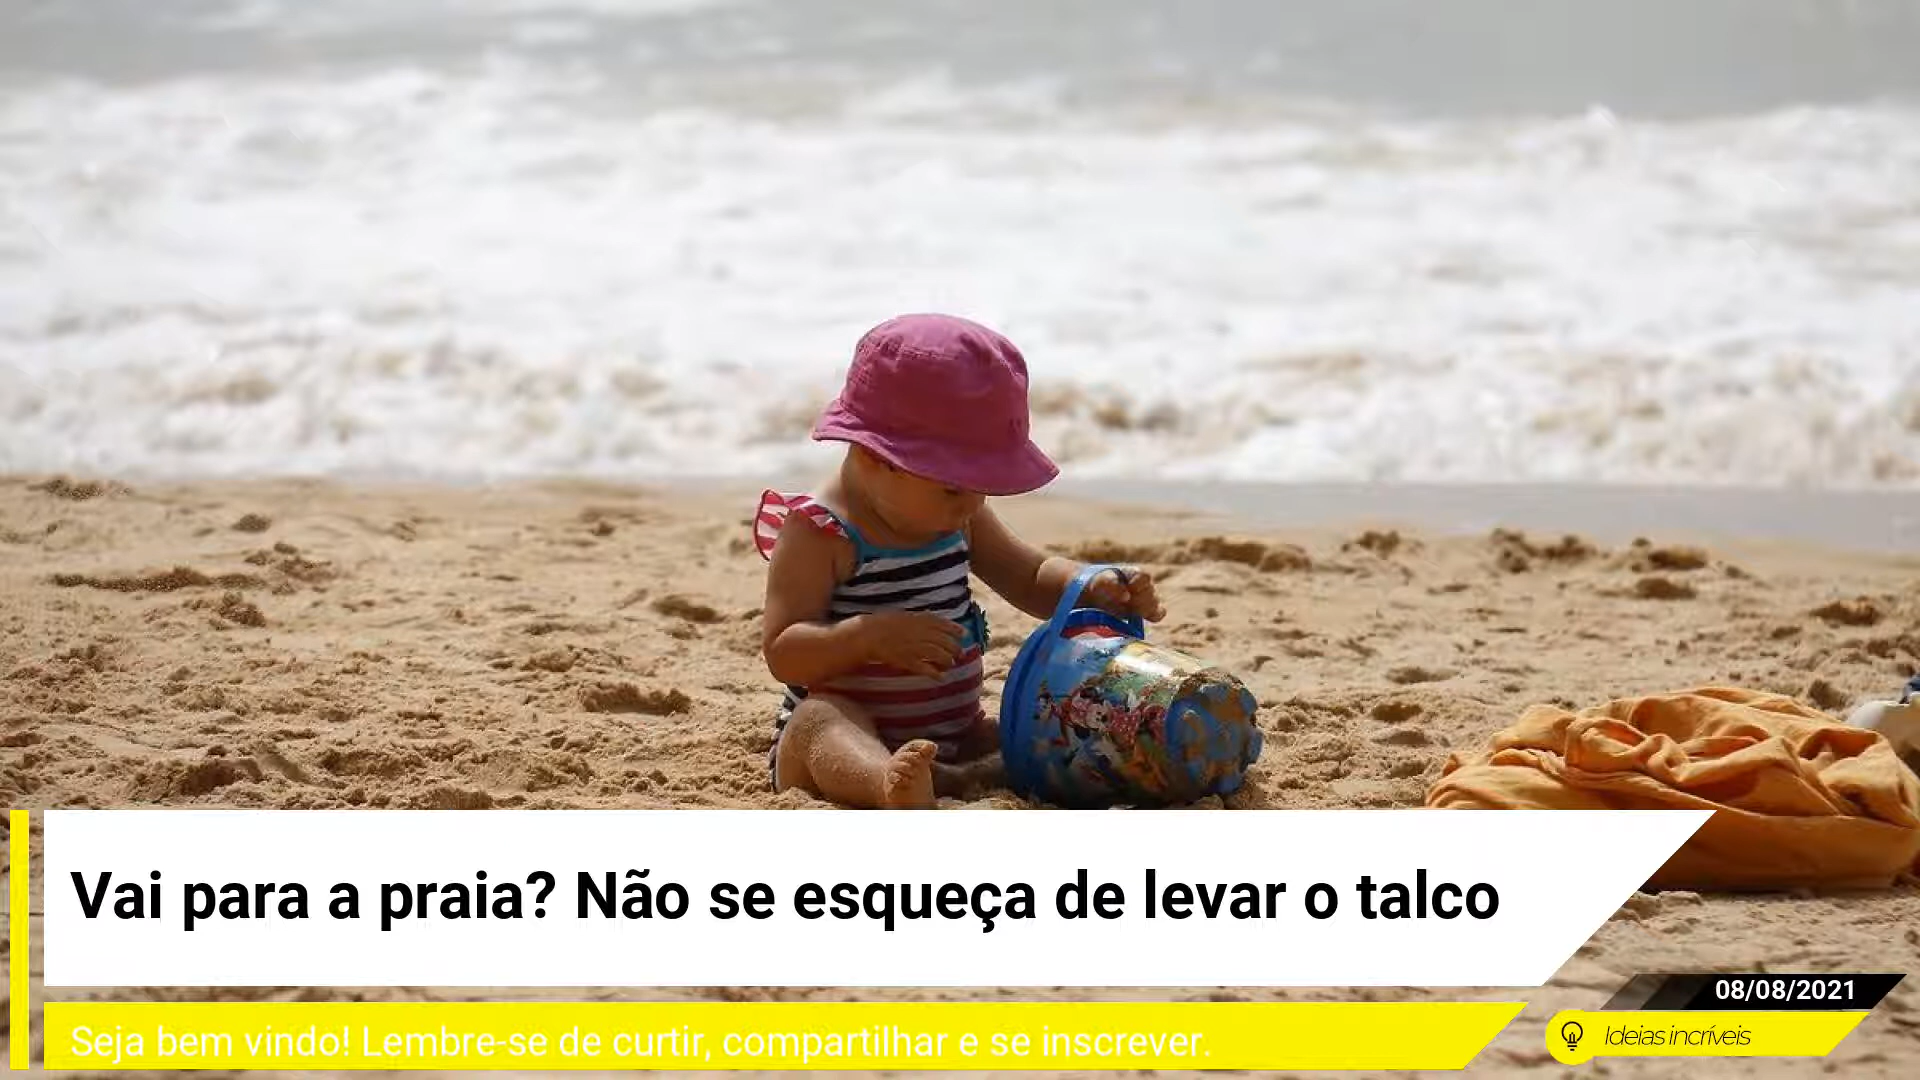 Vai para a praia? Não se esqueça de levar o talco
08/08/2021
Seja bem vindo! Lembre-se de curtir, compartilhar e se inscrever.
Ideias incríveis